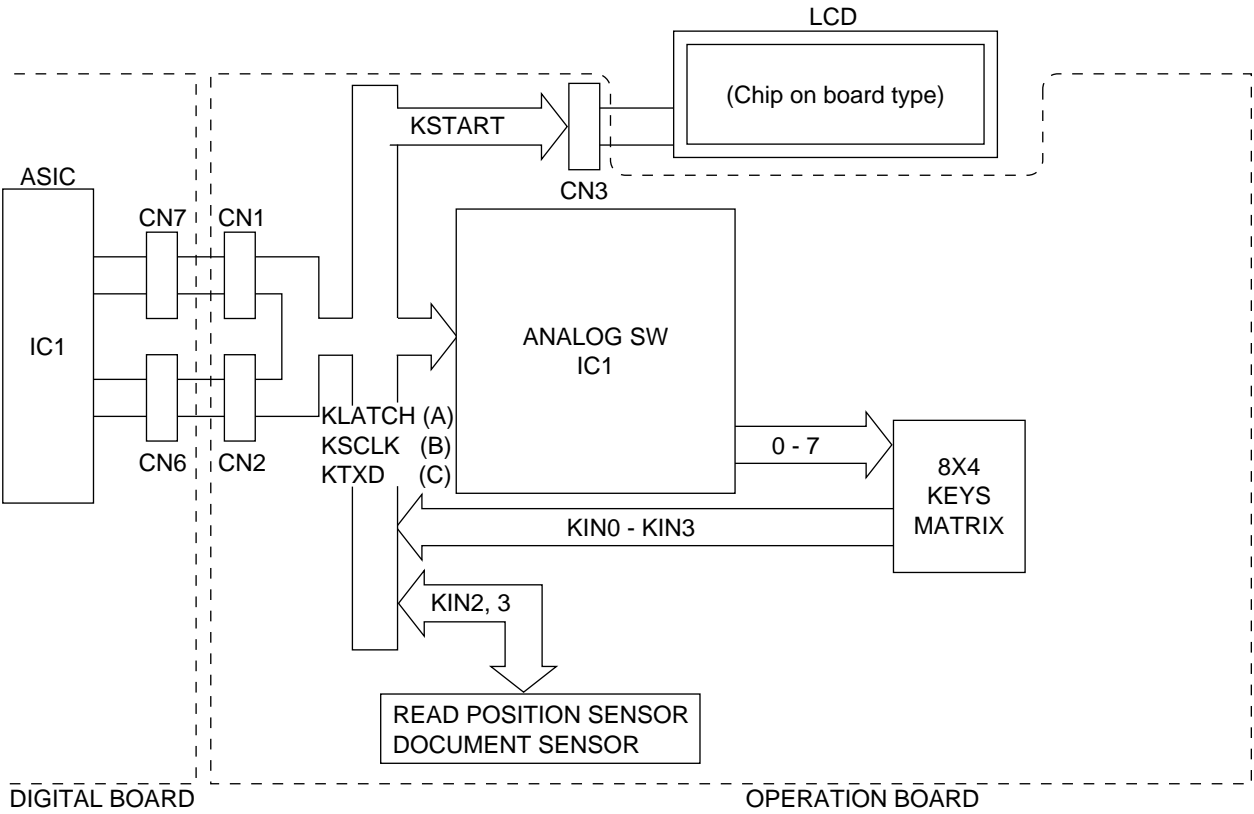 LCD
(Chip on board type)
KSTART
CN3
ASIC
CN7
CN1
IC1
ANALOG SW
IC1
KLATCH (A)
KSCLK (B)
KTXD (C)
CN6
CN2
0 - 7
8X4
KEYS
MATRIX
KIN0 - KIN3
KIN2, 3
READ POSITION SENSOR
DOCUMENT SENSOR
DIGITAL BOARD
OPERATION BOARD